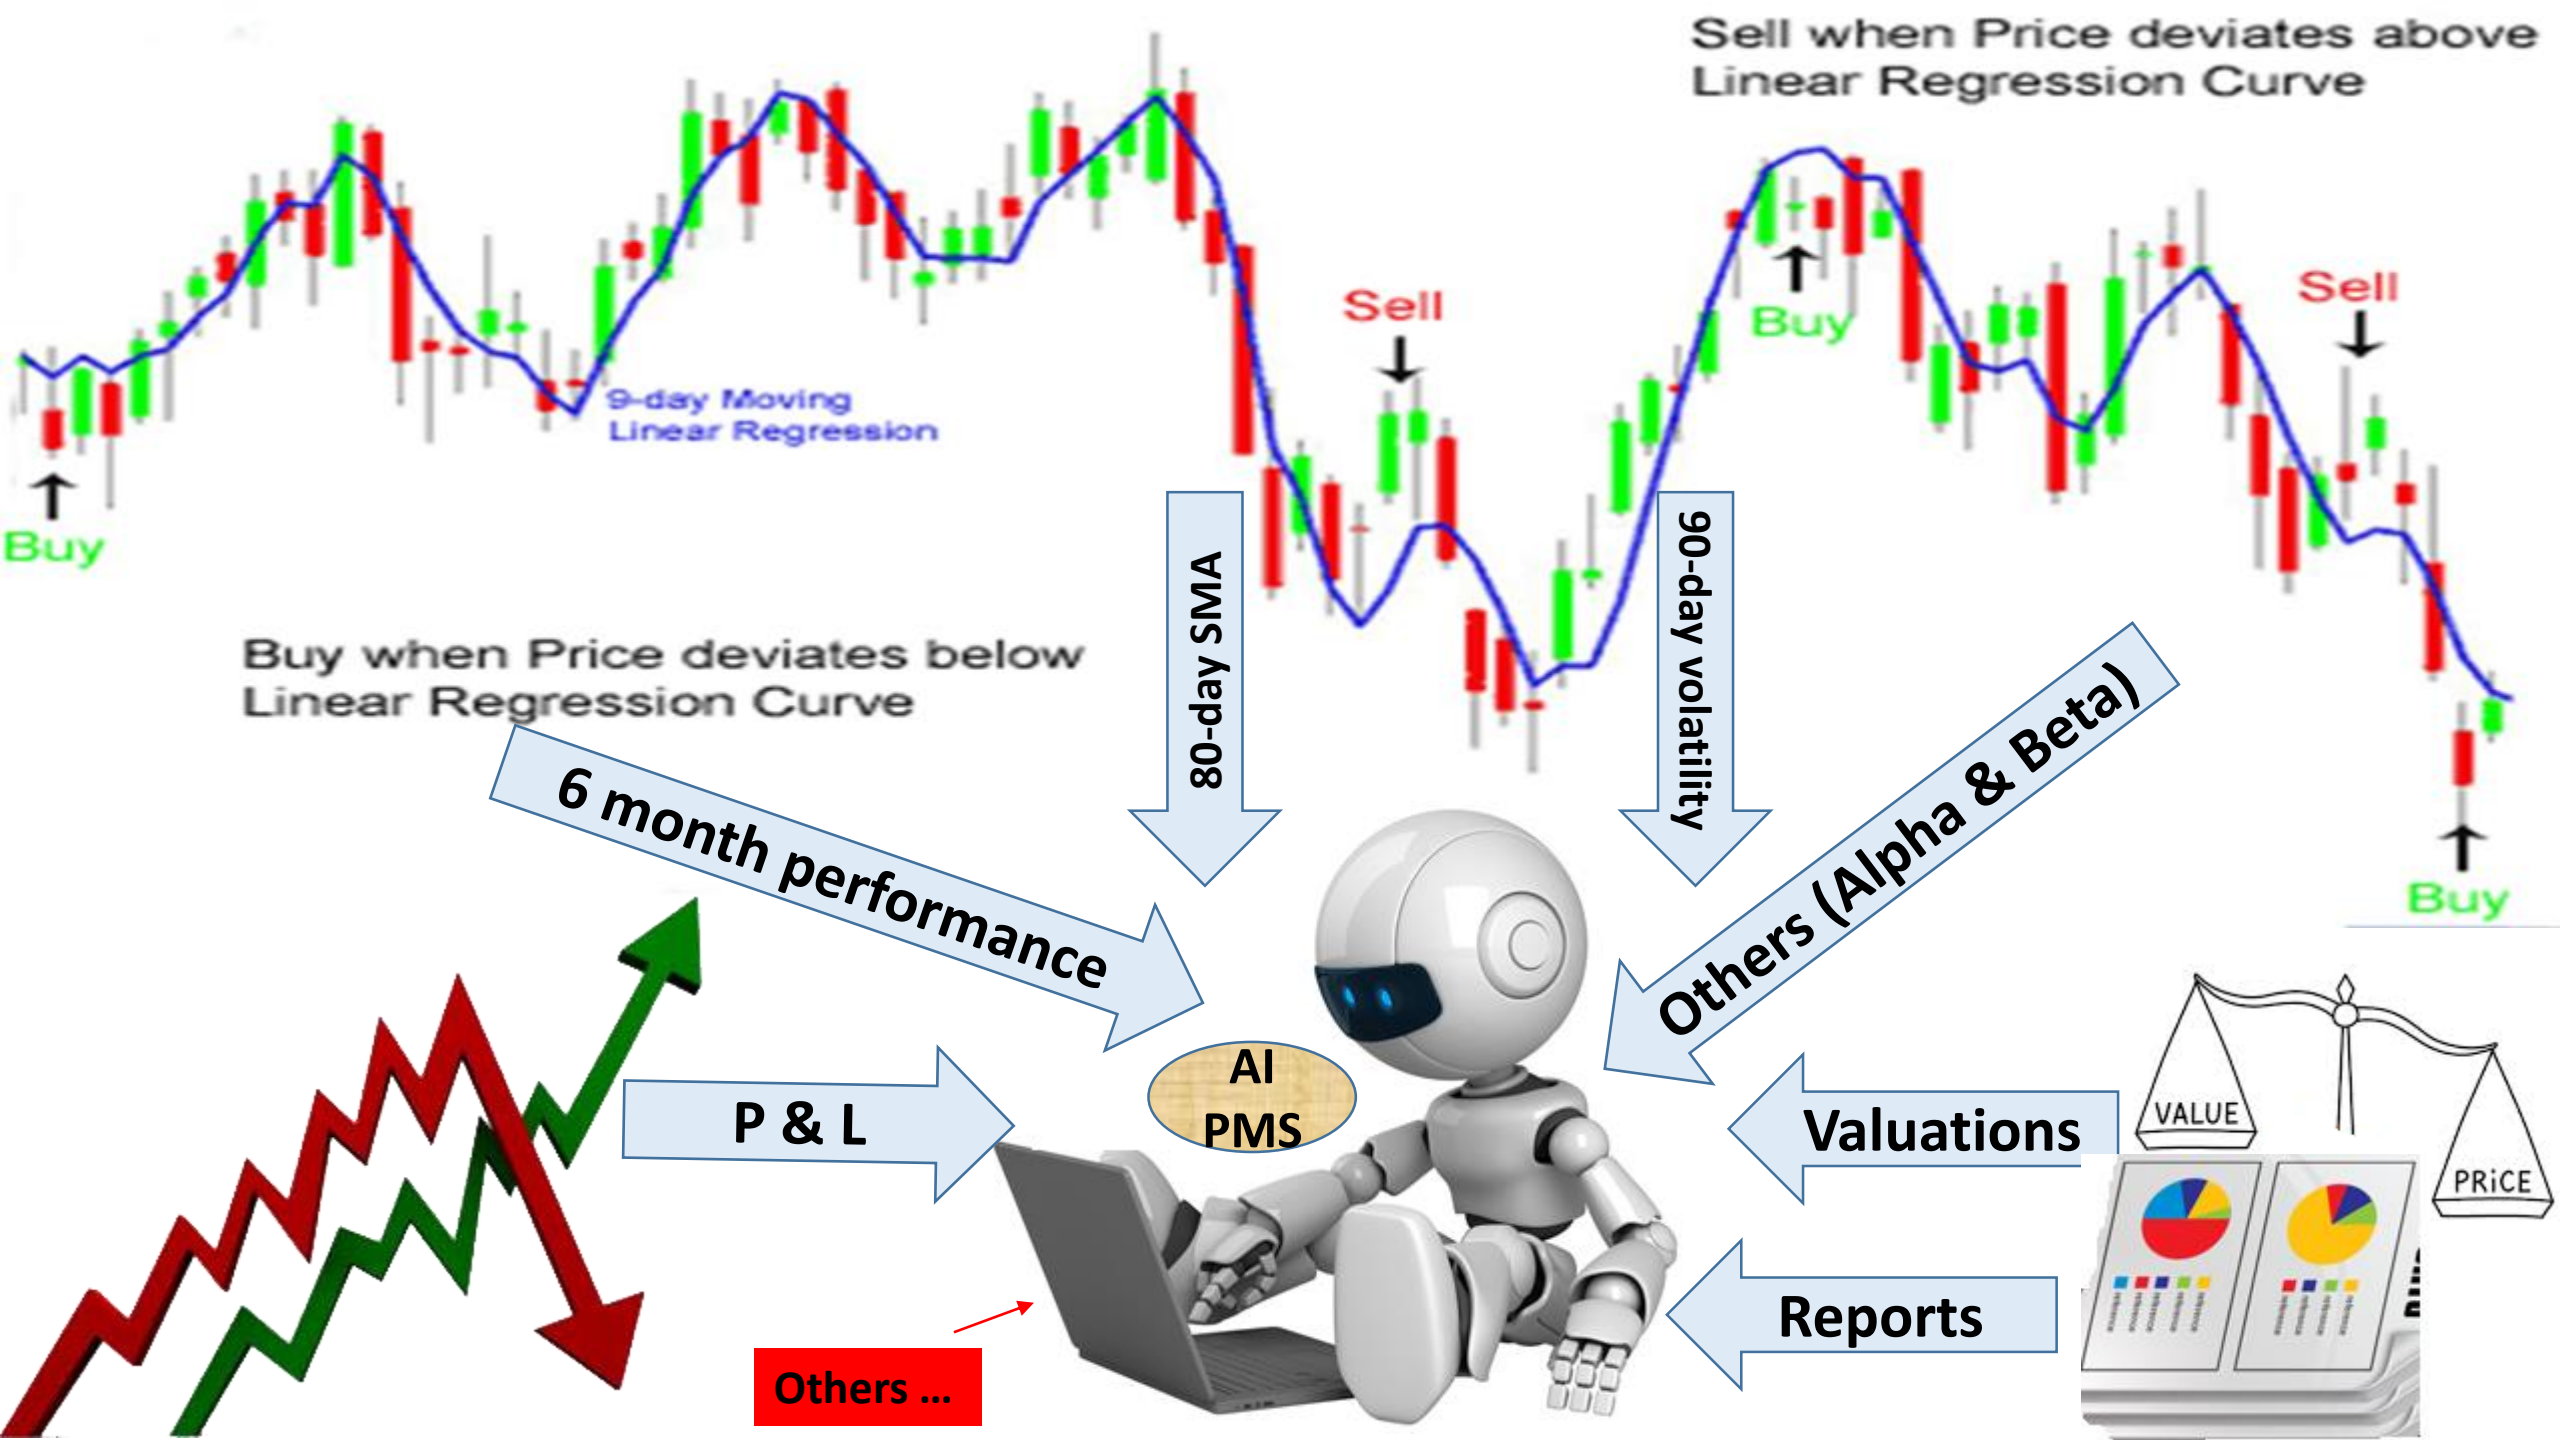 Sell when Price deviates above
Linear Regression Curve
Sell
Sell
Buy
9-day Moving
Linear Regression
Buy
Buy when Price deviates below
Linear Regression Curve
80-day SMA
90-day volatility
6 month performance
Others (Alpha & Beta)
Buy
AI
PMS
P & L
Valuations
VALUE
PRiCE
Reports
Others ...